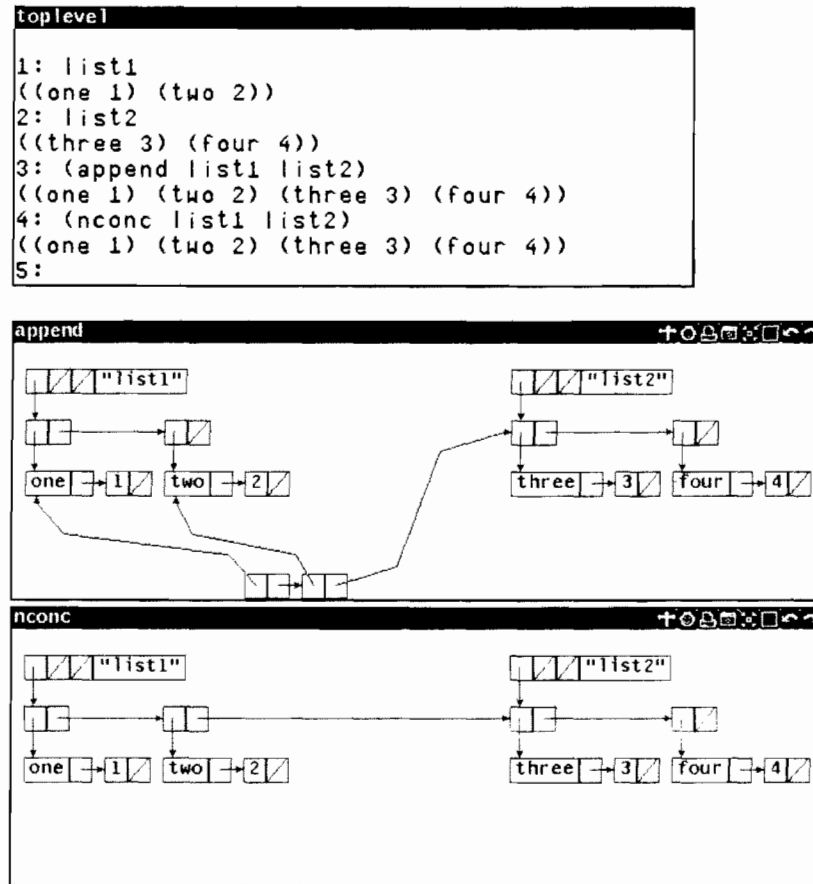 toplevel
1: list1
((one 1) (two 2))
2: list2
((three 3) (four 4))
3: (append list1 list2)
((one 1) (two 2) (three 3) (four 4))
4: (nconc list1 list2)
((one 1) (two 2) (three 3) (four 4))
5:
append
"list1" "list2"
one 1 two 2 three 3 four 4
nconc
"list1" "list2"
one 1 two 2 three 3 four 4